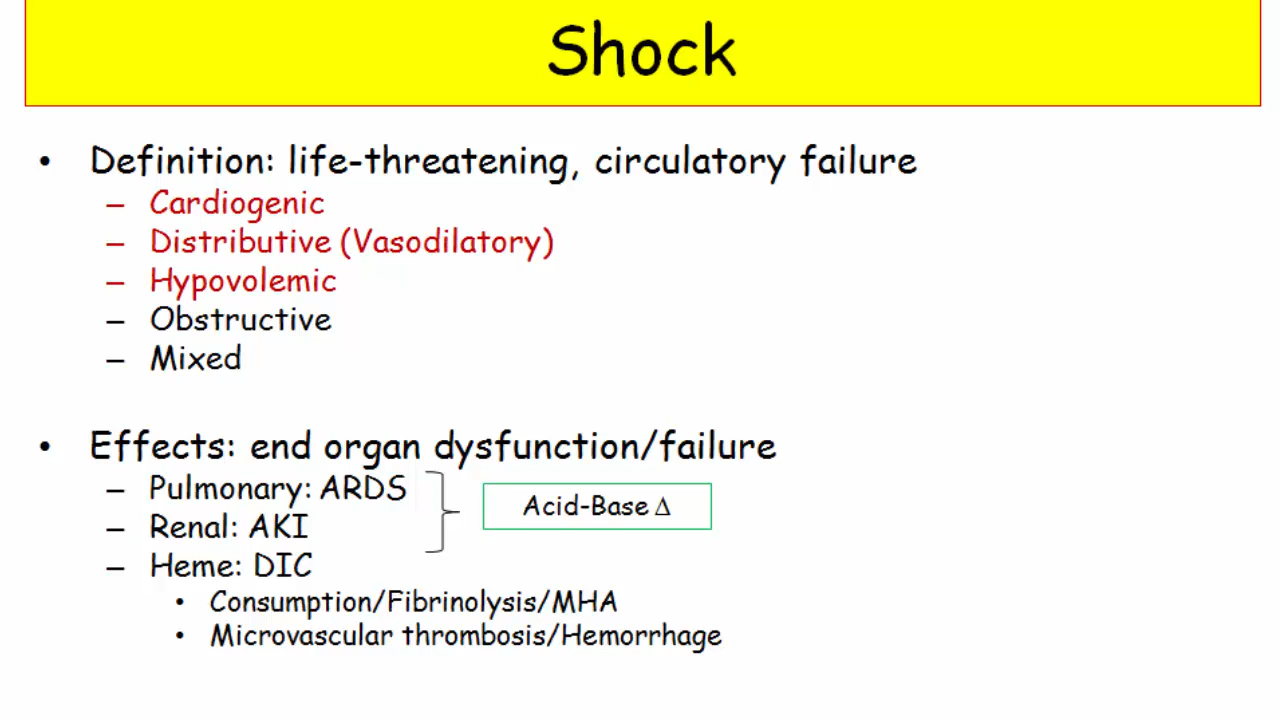 Shock
• Definition: life-threatening, circulatory failure
– Cardiogenic
– Distributive (Vasodilatory)
– Hypovolemic
– Obstructive
– Mixed
• Effects: end organ dysfunction/failure
– Pulmonary: ARDS
– Renal: AKI
Acid-Base Δ
– Heme: DIC
• Consumption/Fibrinolysis/MHA
• Microvascular thrombosis/Hemorrhage